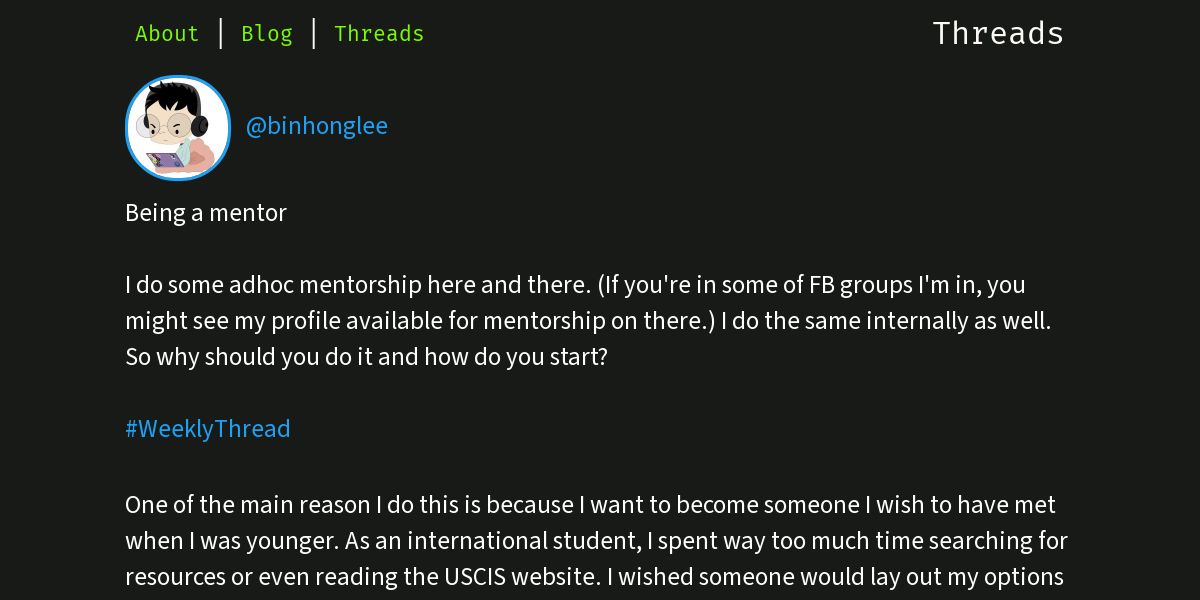 About | Blog | Threads
Threads
@binhonglee
Being a mentor
I do some adhoc mentorship here and there. (If you're in some of FB groups I'm in, you
might see my profile available for mentorship on there.) I do the same internally as well.
So why should you do it and how do you start?
#WeeklyThread
One of the main reason I do this is because I want to become someone I wish to have met
when I was younger. As an international student, I spent way too much time searching for
resources or even reading the USCIS website. I wished someone would lay out my options